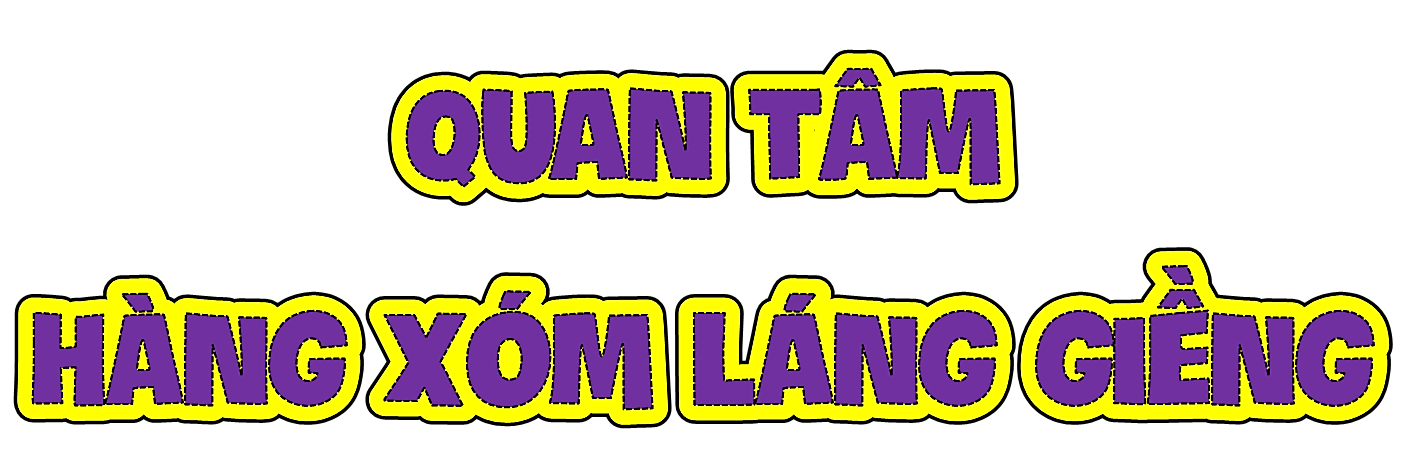 QUAN TÂM
HÀNG XÓM LÁNG GIỀNG